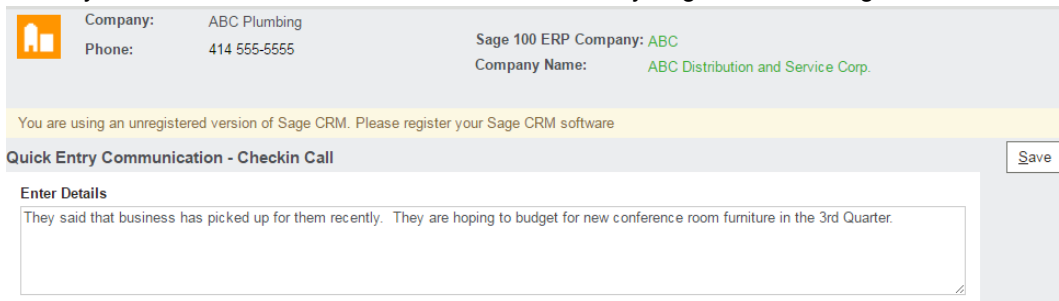 Company: ABC Plumbing
Phone: 414 555-5555
Sage 100 ERP Company: ABC
Company Name: ABC Distribution and Service Corp.
You are using an unregistered version of Sage CRM. Please register your Sage CRM software
Quick Entry Communication - Checkin Call
Save
Enter Details
They said that business has picked up for them recently. They are hoping to budget for new conference room furniture in the 3rd Quarter.